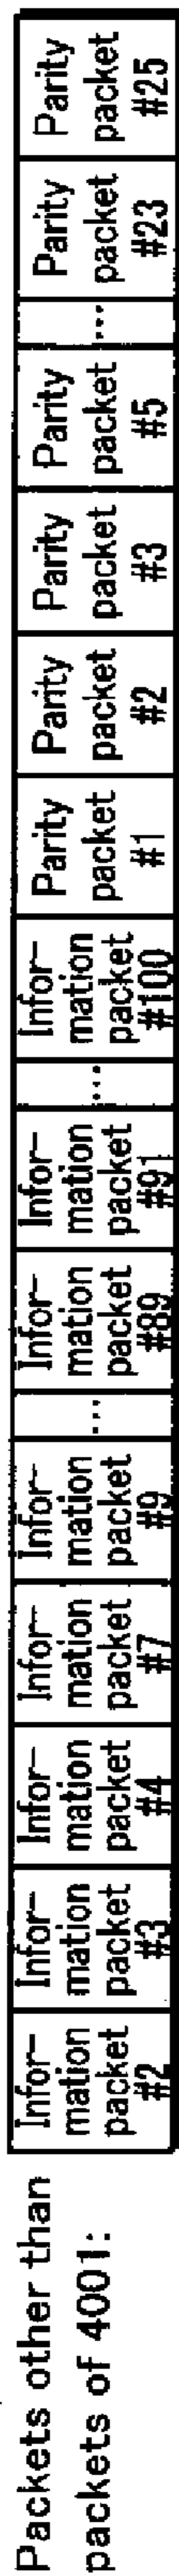 Packets other than
packets of 4001:
Infor-
mation
packet
#2
Infor-
mation
packet
#3
Infor-
mation
packet
#4
Infor-
mation
packet
#7
Infor-
mation
packet
#9
...
Infor-
mation
packet
#89
Infor-
mation
packet
#91
...
Infor-
mation
packet
#100
Parity
packet
#1
Parity
packet
#2
Parity
packet
#3
Parity
packet
#5
...
Parity
packet
#23
Parity
packet
#25